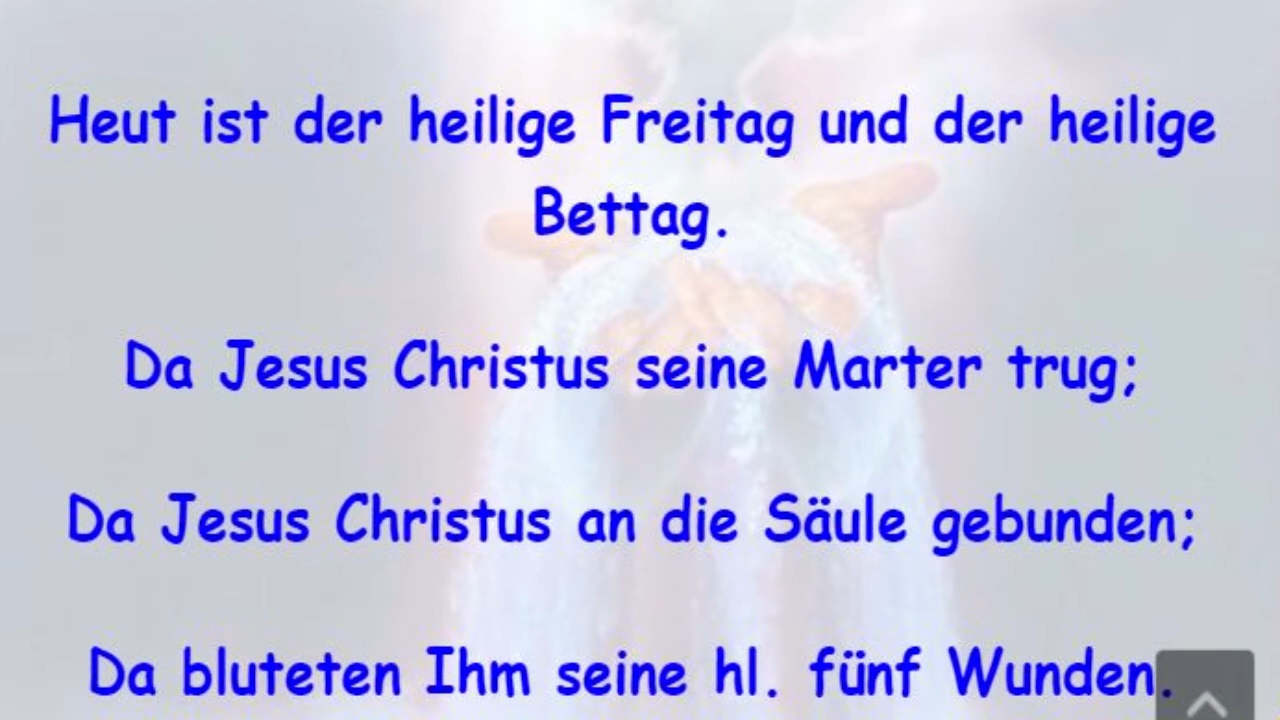 Heut ist der heilige Freitag und der heilige
Bettag.
Da Jesus Christus seine Marter trug;
Da Jesus Christus an die Säule gebunden;
Da bluteten Ihm seine hl. fünf Wunden.